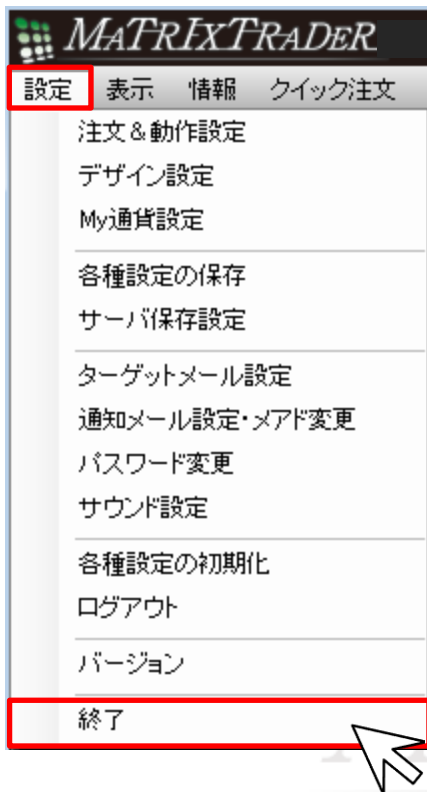 MATRIXTRADER
設定 表示 情報 クイック注文
注文&動作設定
デザイン設定
My通貨設定
各種設定の保存
サーバ保存設定
ターゲットメール設定
通知メール設定・メアド変更
パスワード変更
サウンド設定
各種設定の初期化
ログアウト
バージョン
終了